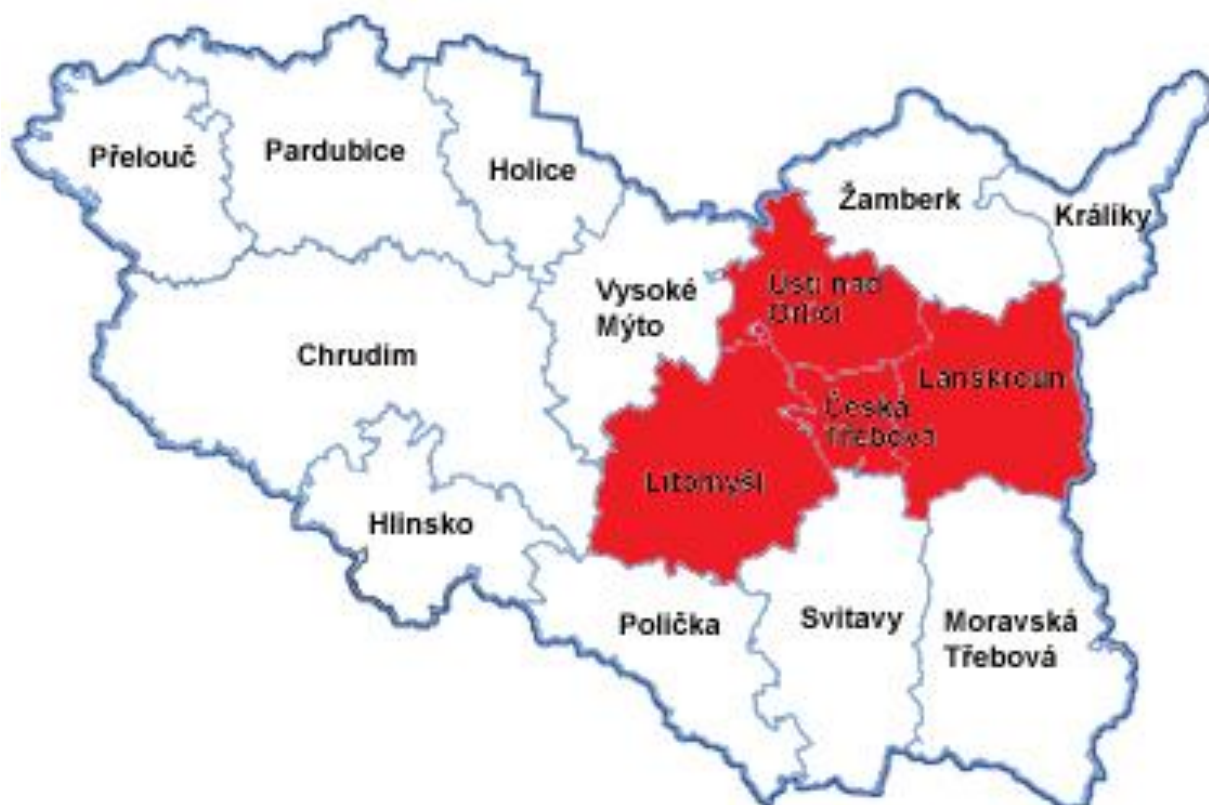 Přelouč
Pardubice
Holice
Žamberk
Králíky
Vysoké
Mýto
Ústí nad
Orlicí
Chrudim
Lanškroun
Česká
Třebová
Litomyšl
Hlinsko
Polička
Svitavy
Moravská
Třebová